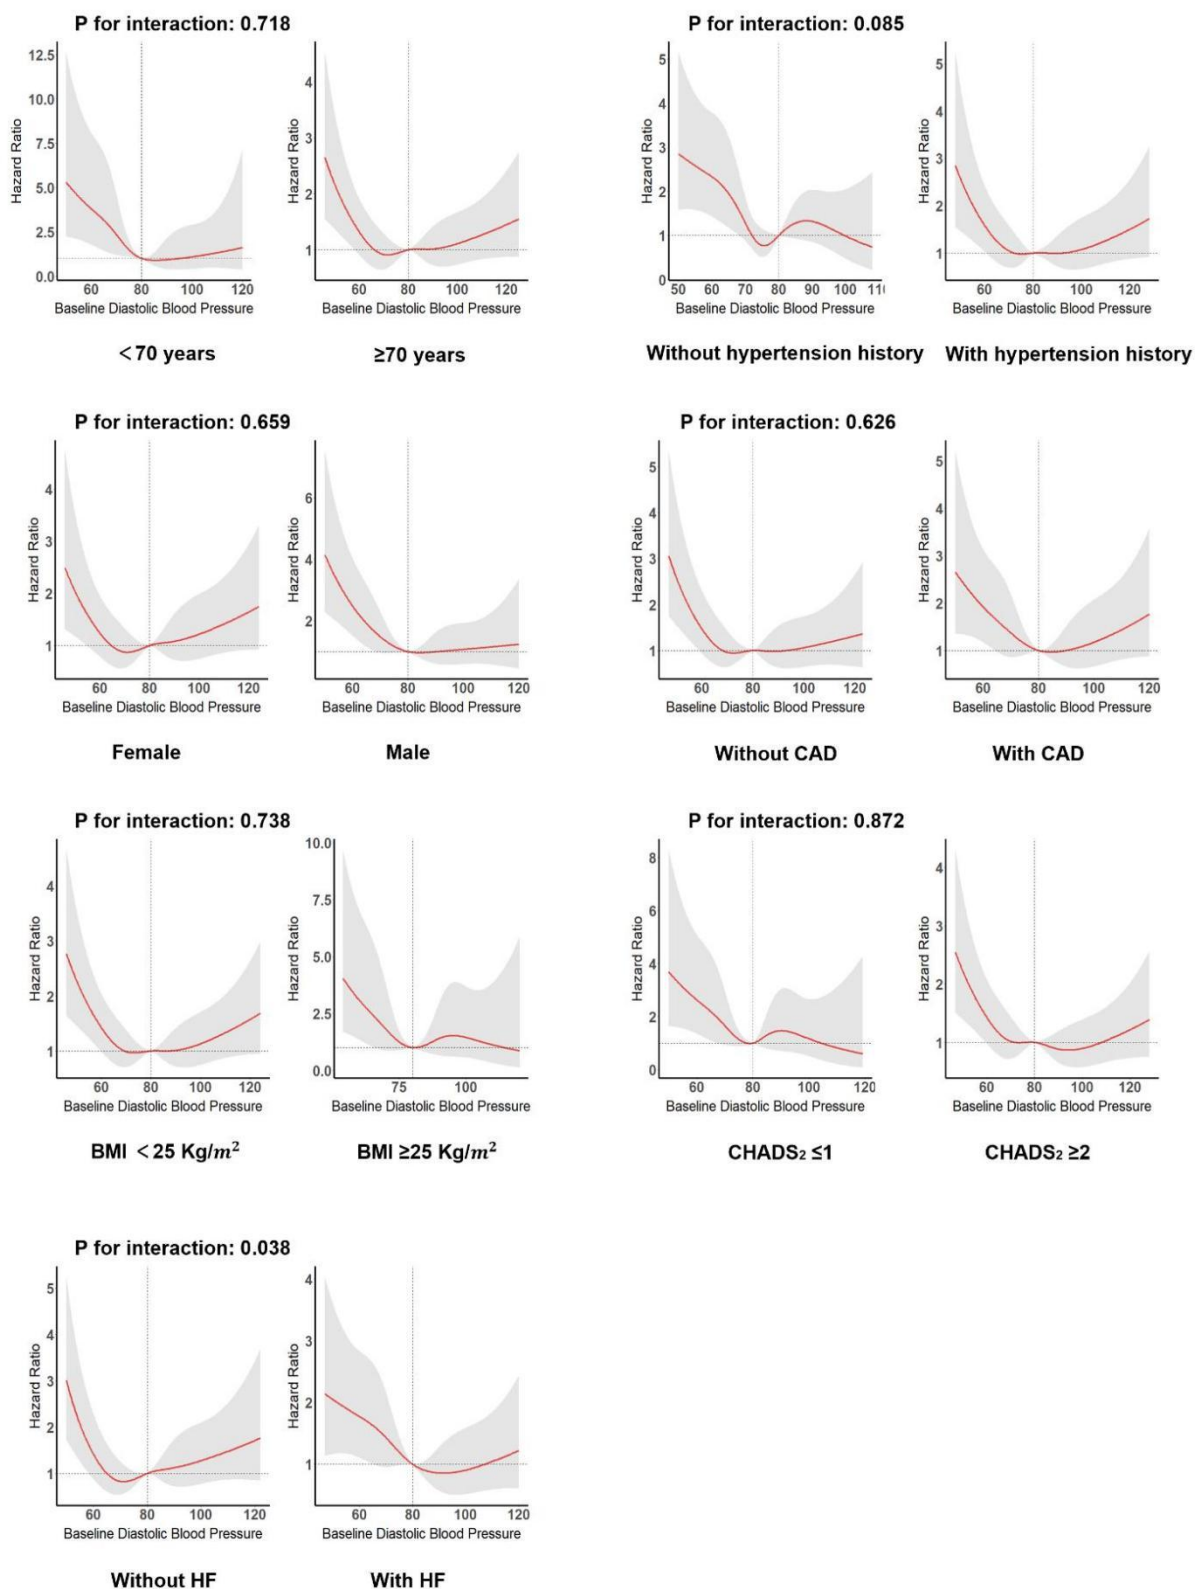 P for interaction: 0.718
P for interaction: 0.085
12.5
10.0
7.5
5.0
2.5
0.0
Hazard Ratio
60 80 100 120
Baseline Diastolic Blood Pressure
<70 years
4
3
2
1
Hazard Ratio
60 80 100 120
Baseline Diastolic Blood Pressure
≥70 years
5
4
3
2
1
0
Hazard Ratio
50 60 70 80 90 100 11
Baseline Diastolic Blood Pressure
Without hypertension history
5
4
3
2
1
Hazard Ratio
60 80 100 120
Baseline Diastolic Blood Pressure
With hypertension history
P for interaction: 0.659
P for interaction: 0.626
4
3
2
1
Hazard Ratio
60 80 100 120
Baseline Diastolic Blood Pressure
Female
6
4
2
Hazard Ratio
60 80 100 120
Baseline Diastolic Blood Pressure
Male
5
4
3
2
1
Hazard Ratio
60 80 100 120
Baseline Diastolic Blood Pressure
Without CAD
5
4
3
2
1
Hazard Ratio
60 80 100 120
Baseline Diastolic Blood Pressure
With CAD
P for interaction: 0.738
P for interaction: 0.872
4
3
2
1
Hazard Ratio
60 80 100 120
Baseline Diastolic Blood Pressure
BMI <25 Kg/m²
10.0
7.5
5.0
2.5
0.0
Hazard Ratio
75 100
Baseline Diastolic Blood Pressure
BMI ≥25 Kg/m²
8
6
4
2
0
Hazard Ratio
60 80 100 120
Baseline Diastolic Blood Pressure
CHADS₂ ≤1
4
3
2
1
Hazard Ratio
60 80 100 120
Baseline Diastolic Blood Pressure
CHADS₂ ≥2
P for interaction: 0.038
5
4
3
2
1
Hazard Ratio
60 80 100 120
Baseline Diastolic Blood Pressure
Without HF
4
3
2
1
Hazard Ratio
60 80 100 120
Baseline Diastolic Blood Pressure
With HF